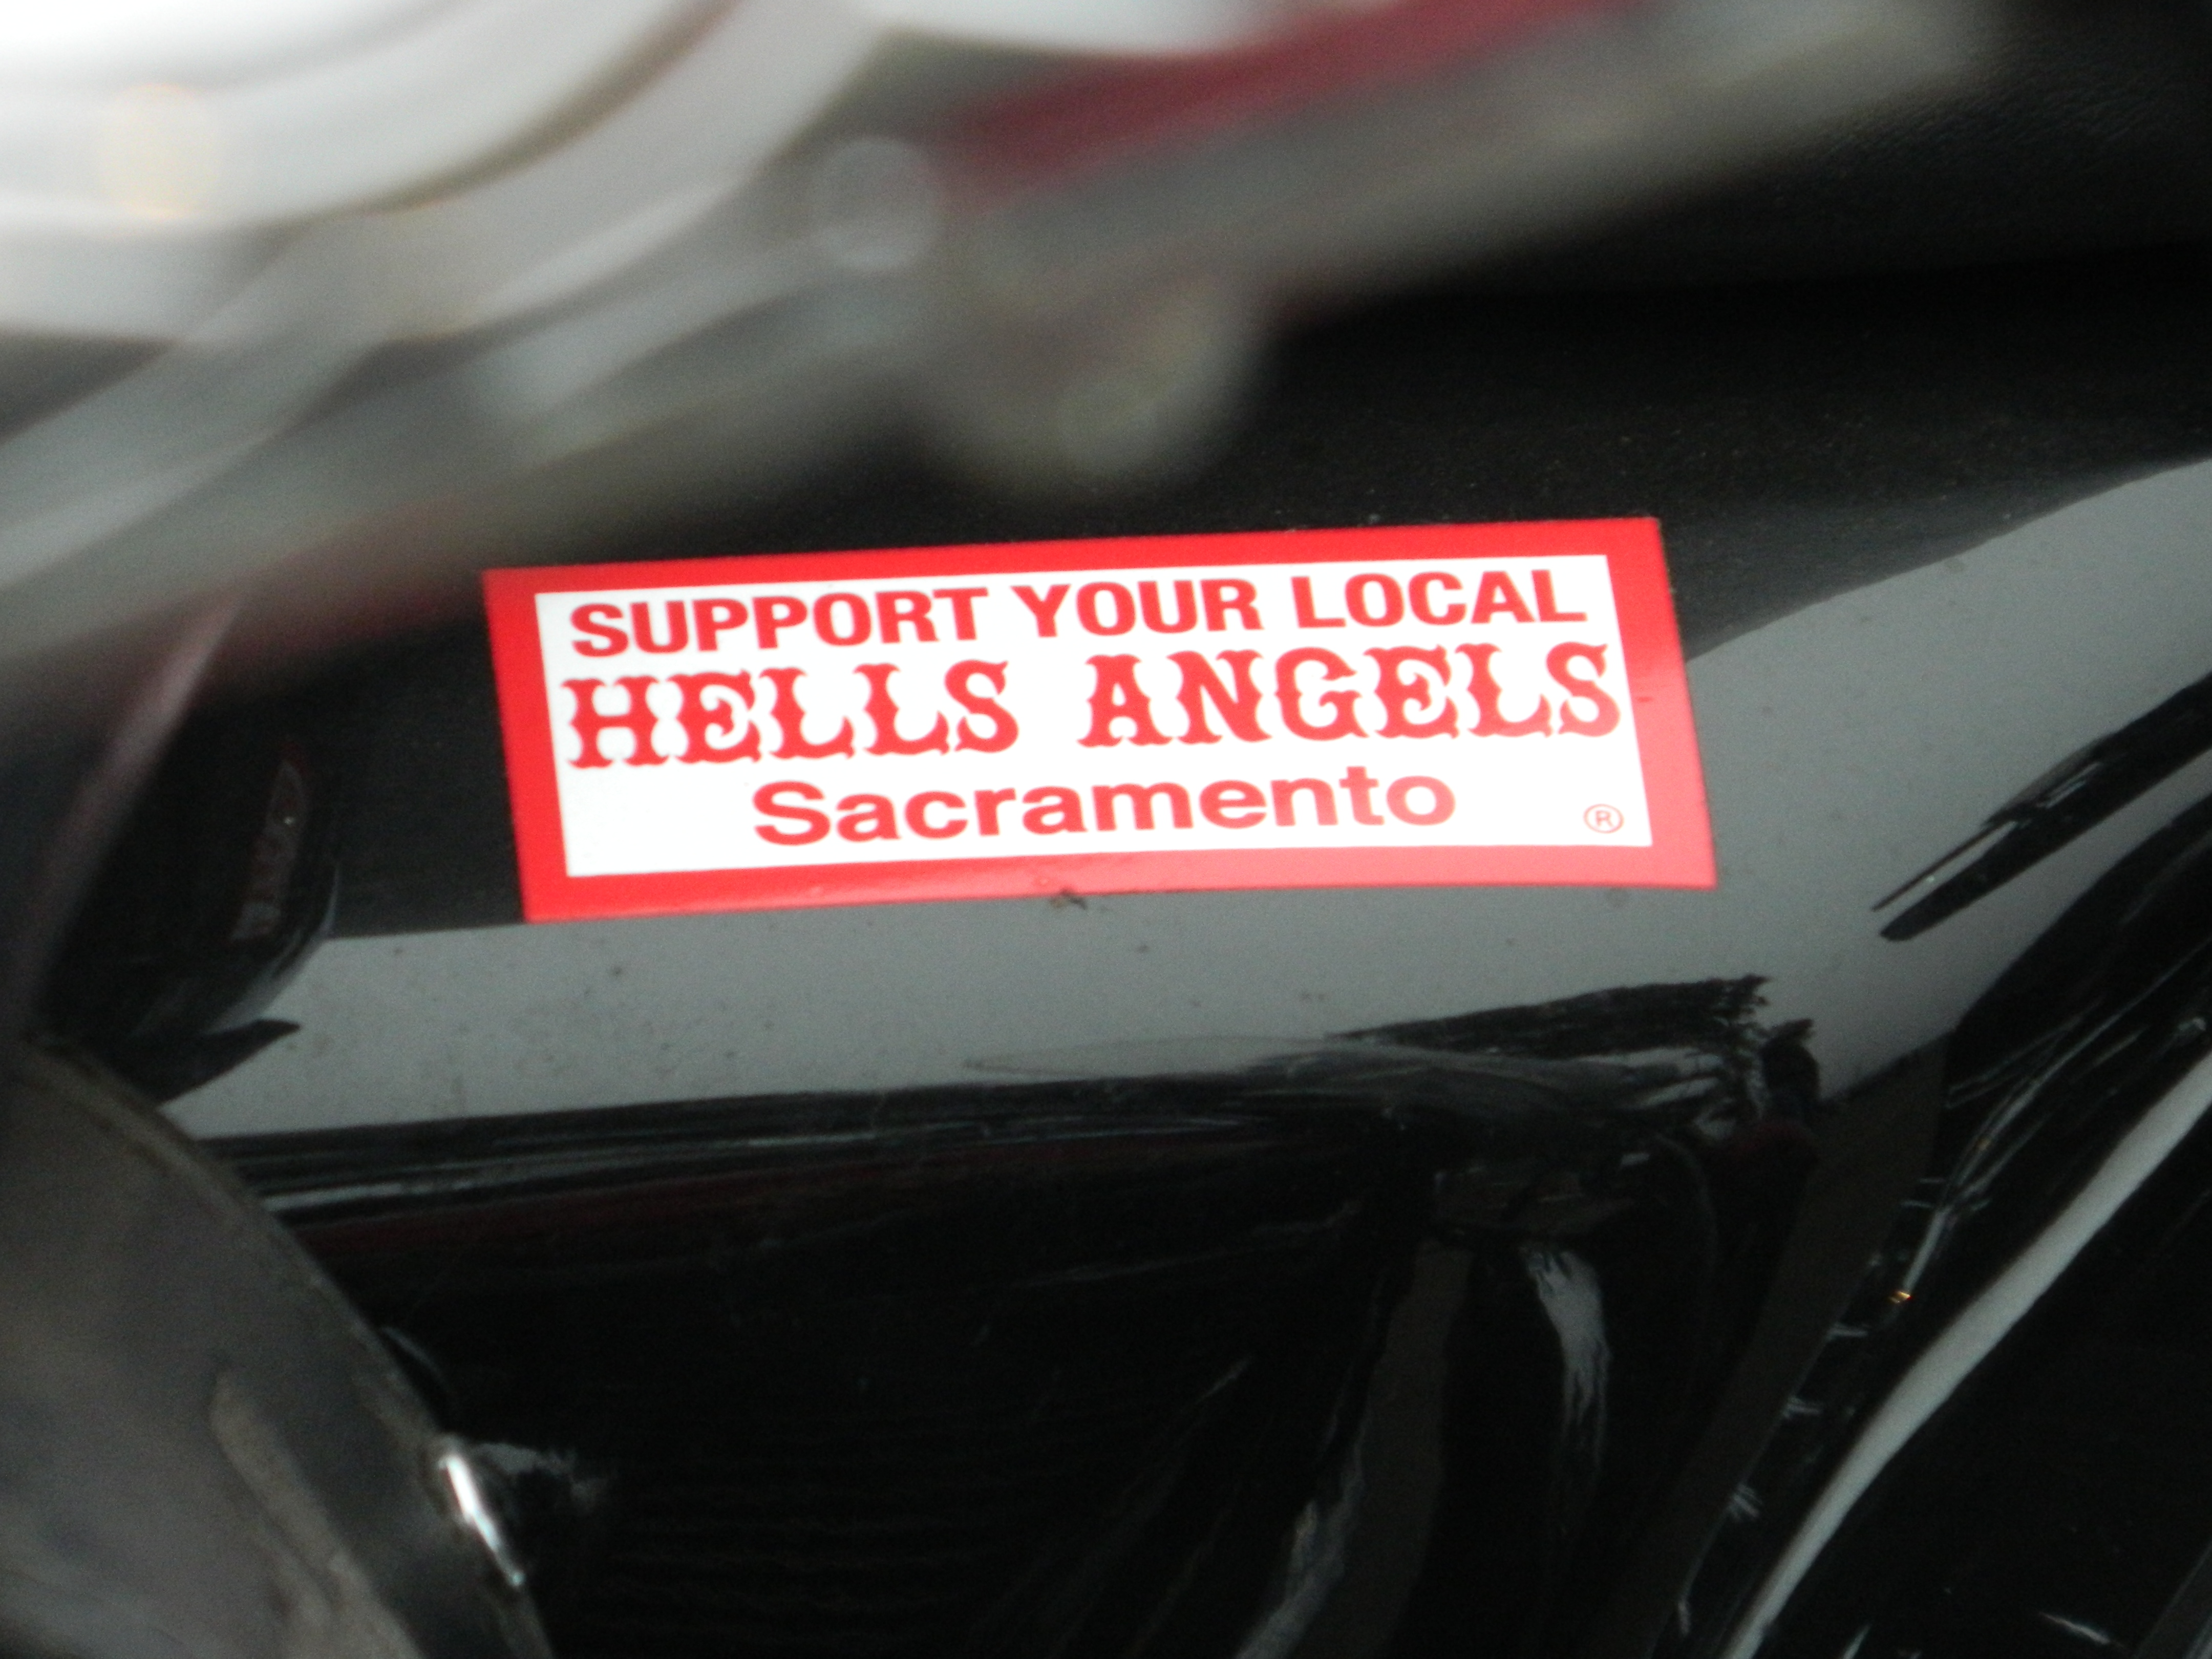 SUPPORT YOUR LOCAL
HELLS ANGELS
Sacramento
®